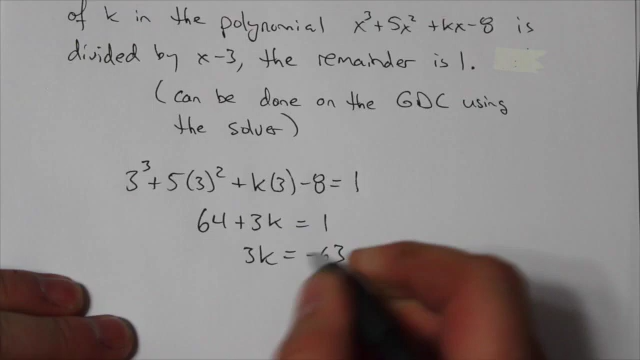 of k in the polynomial x³+5x²+kx-8 is
divided by x-3, the remainder is 1.
(can be done on the GDC using
the solver)
3³+5(3)²+k(3)-8=1
64+3k=1
3k=-63